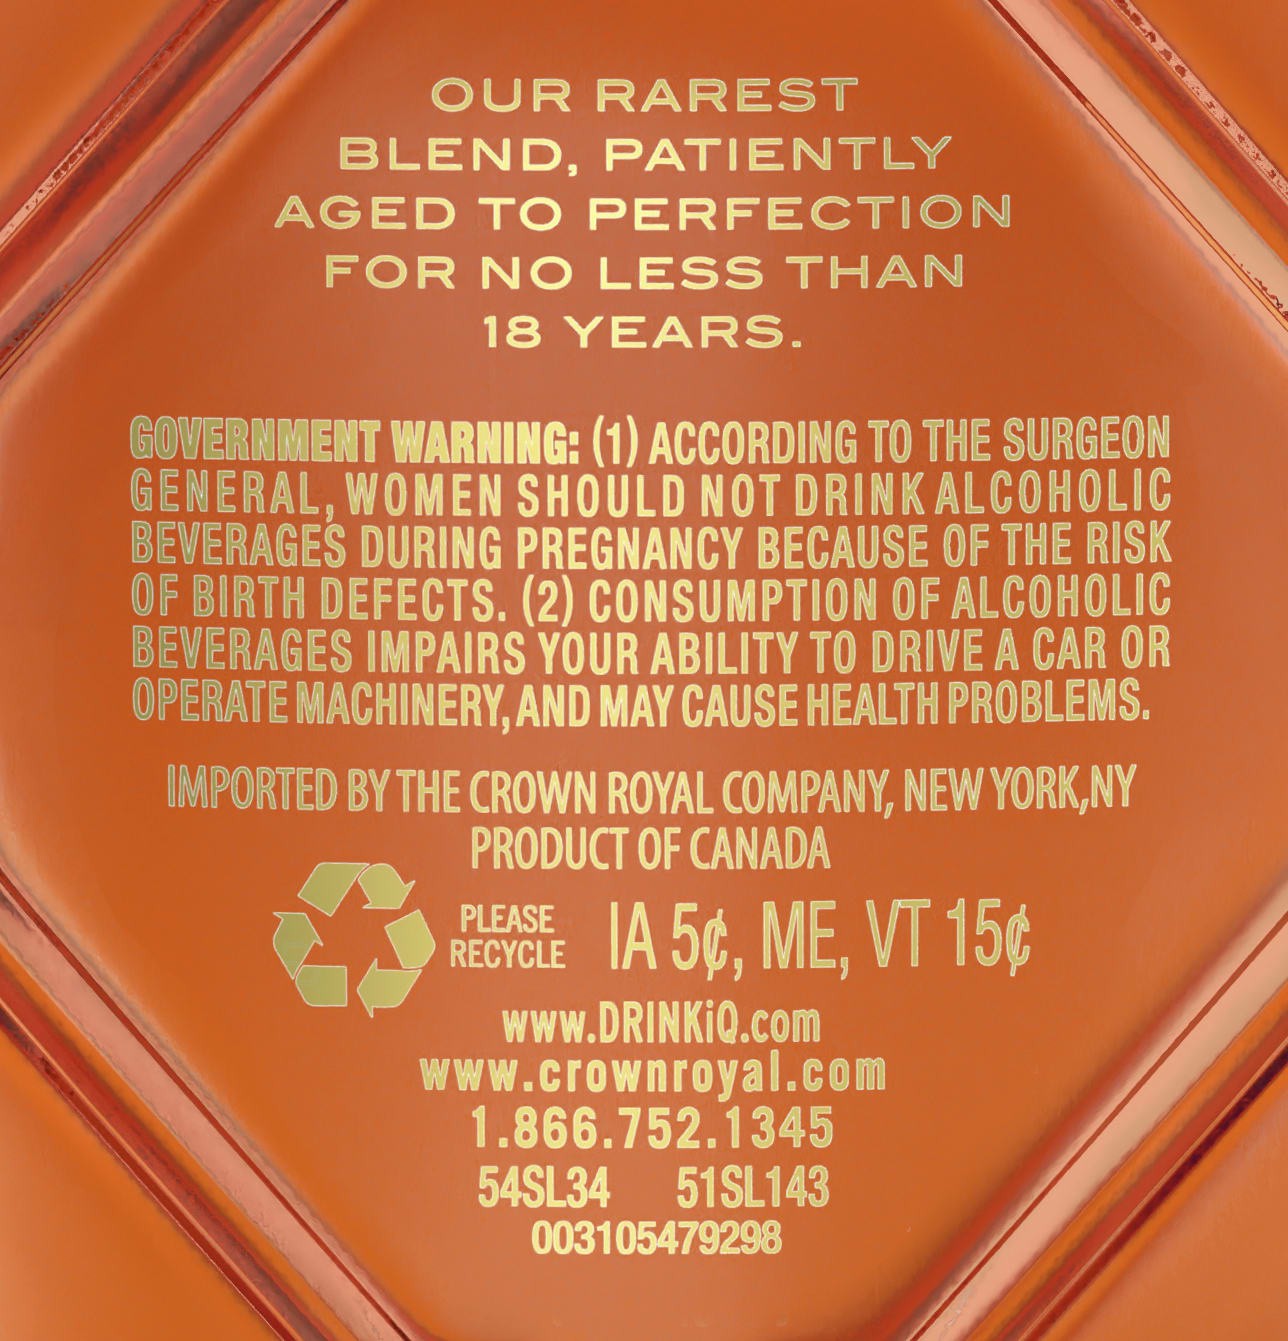 OUR RAREST
BLEND, PATIENTLY
AGED TO PERFECTION
FOR NO LESS THAN
18 YEARS.
GOVERNMENT WARNING: (1) ACCORDING TO THE SURGEON
GENERAL, WOMEN SHOULD NOT DRINK ALCOHOLIC
BEVERAGES DURING PREGNANCY BECAUSE OF THE RISK
OF BIRTH DEFECTS. (2) CONSUMPTION OF ALCOHOLIC
BEVERAGES IMPAIRS YOUR ABILITY TO DRIVE A CAR OR
OPERATE MACHINERY, AND MAY CAUSE HEALTH PROBLEMS.
IMPORTED BY THE CROWN ROYAL COMPANY, NEW YORK,NY
PRODUCT OF CANADA
PLEASE
RECYCLE
IA 5¢, ME, VT 15¢
www.DRINKiQ.com
www.crownroyal.com
1.866.752.1345
54SL34 51SL143
003105479298